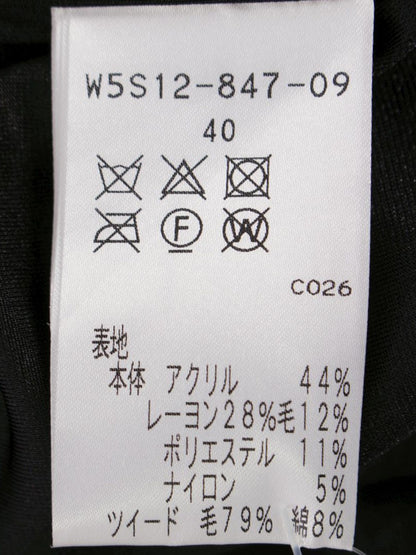 W5S12-847-09
40
F W
C026
表地
本体 アクリル 44%
レーヨン28%毛12%
ポリエステル 11%
ナイロン 5%
ツイード 毛79% 綿8%